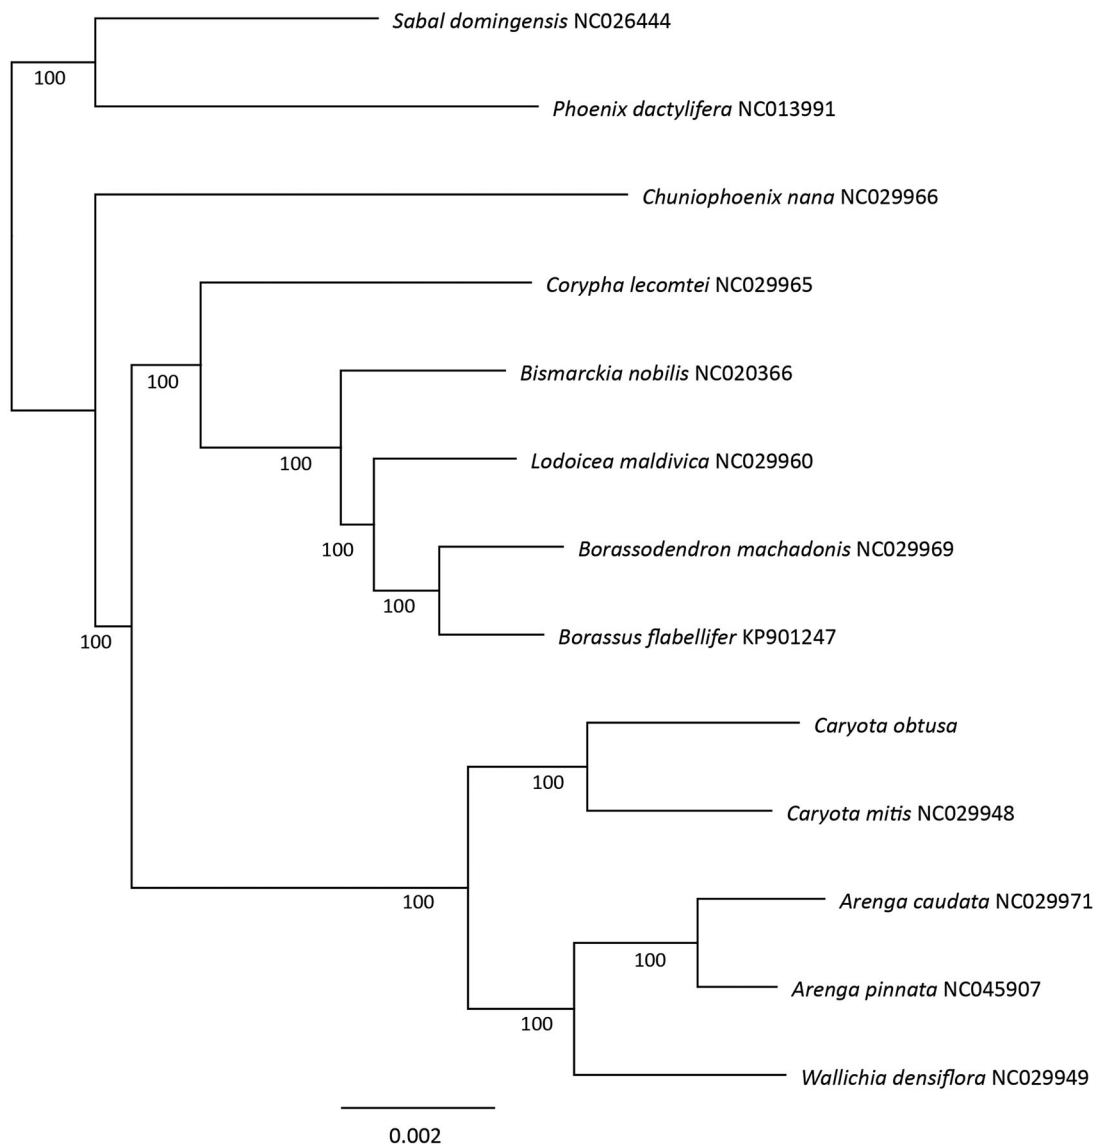 Sabal domingensis NC026444
100
Phoenix dactylifera NC013991
Chuniophoenix nana NC029966
Corypha lecomtei NC029965
Bismarckia nobilis NC020366
100
Lodoicea maldivica NC029960
100
Borassodendron machadonis NC029969
100
100
Borassus flabellifer KP901247
100
Caryota obtusa
100
Caryota mitis NC029948
Arenga caudata NC029971
100
100
Arenga pinnata NC045907
100
Wallichia densiflora NC029949
0.002